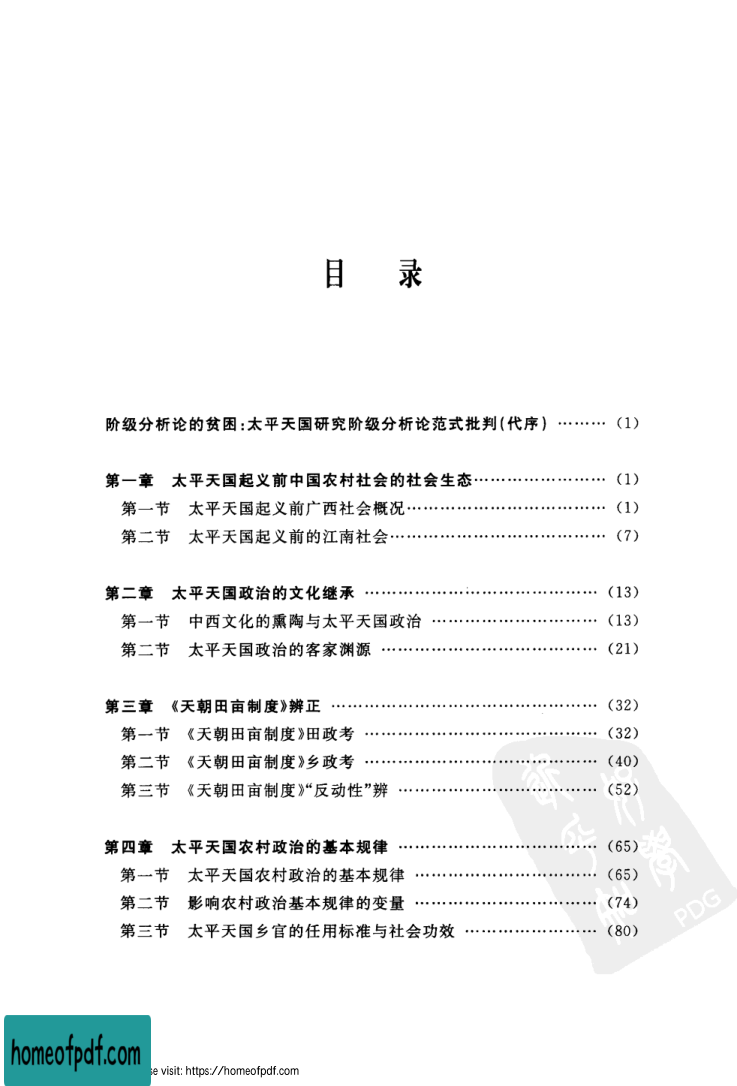 目 录
阶级分析论的贫困:太平天国研究阶级分析论范式批判(代序) ……… (1)
第一章 太平天国起义前中国农村社会的社会生态…………………… (1)
第一节 太平天国起义前广西社会概况……………………………… (1)
第二节 太平天国起义前的江南社会………………………………… (7)
第二章 太平天国政治的文化继承 …………………………………… (13)
第一节 中西文化的熏陶与太平天国政治 ………………………… (13)
第二节 太平天国政治的客家渊源 ………………………………… (21)
第三章 《天朝田亩制度》辨正 ………………………………………… (32)
第一节 《天朝田亩制度》田政考 …………………………………… (32)
第二节 《天朝田亩制度》乡政考 …………………………………… (40)
第三节 《天朝田亩制度》“反动性”辨 ……………………………… (52)
第四章 太平天国农村政治的基本规律 ……………………………… (65)
第一节 太平天国农村政治的基本规律 …………………………… (65)
第二节 影响农村政治基本规律的变量 …………………………… (74)
第三节 太平天国乡官的任用标准与社会功效 …………………… (80)
PDG
homeofpdf.com
se visit: https://homeofpdf.com